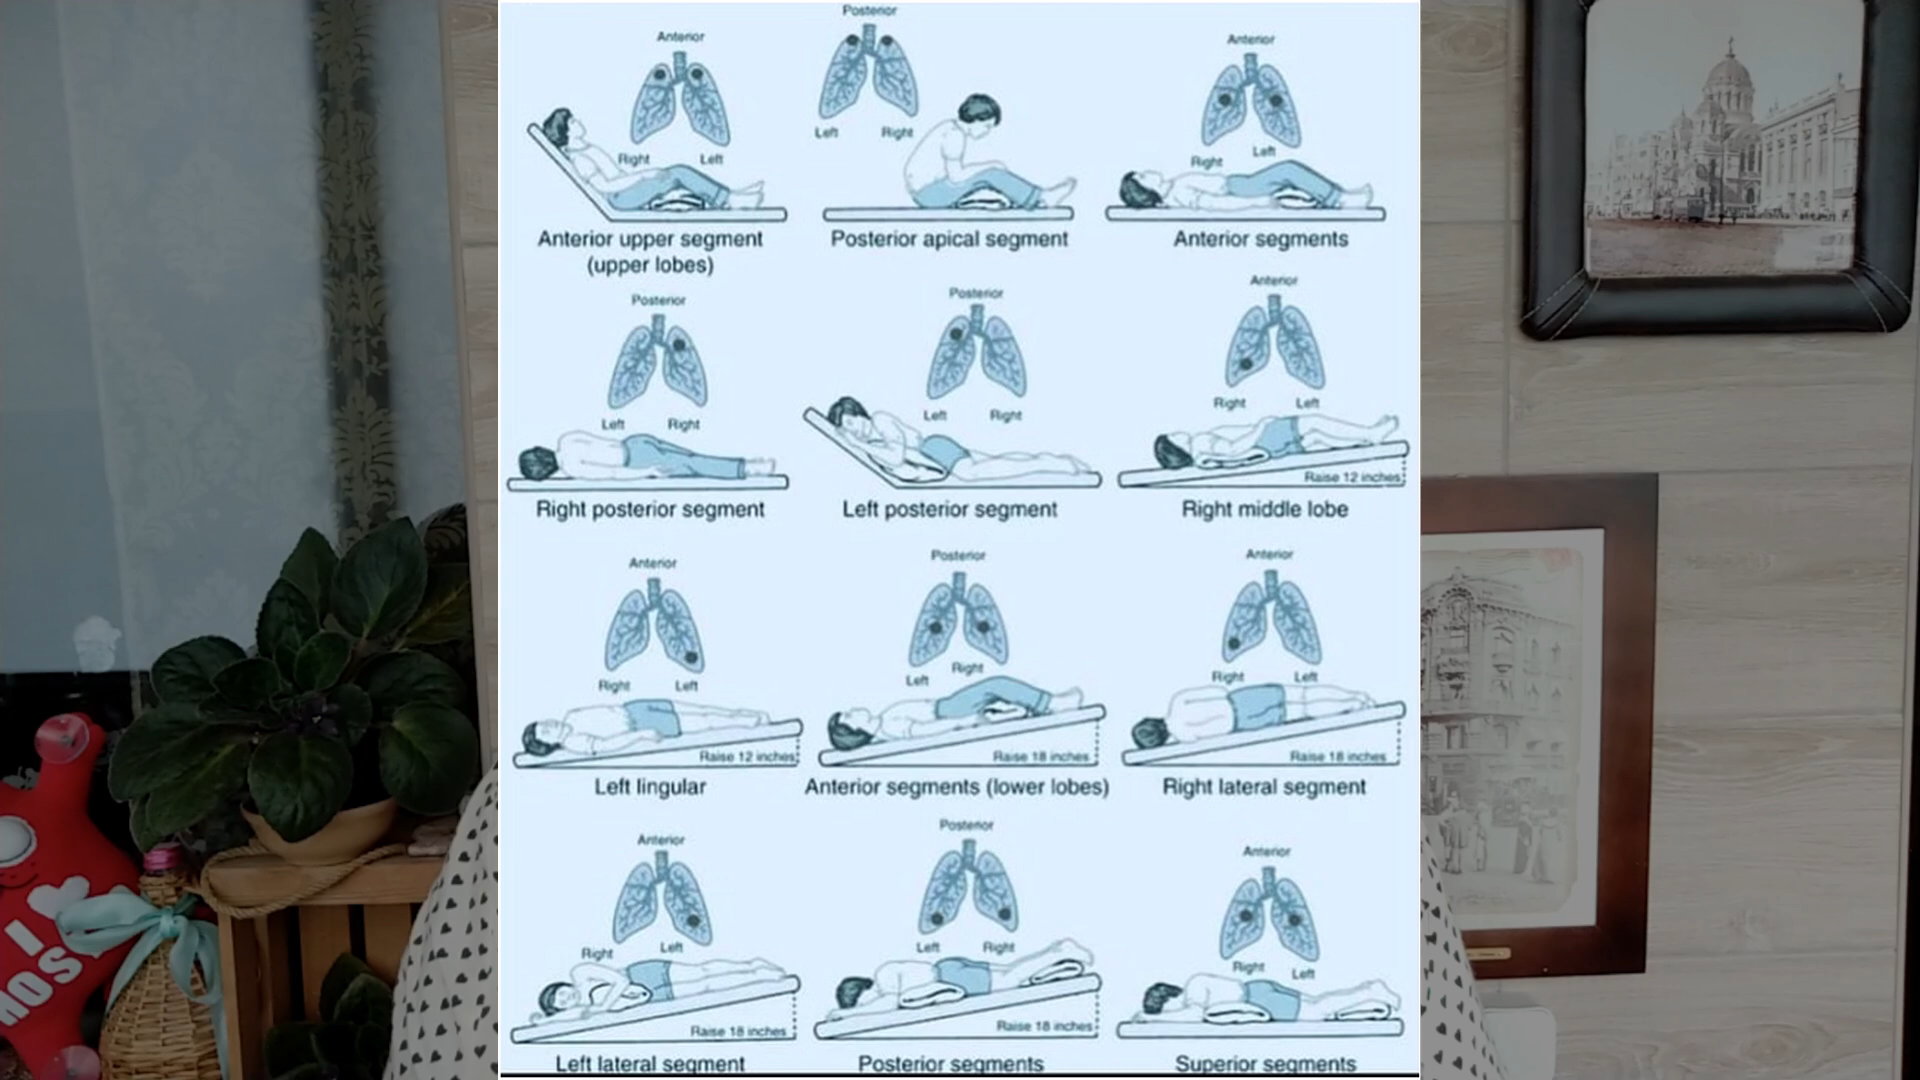 Anterior
Right
Left
Anterior upper segment
(upper lobes)
Posterior
Left
Right
Posterior apical segment
Anterior
Right
Left
Anterior segments
Posterior
Left
Right
Right posterior segment
Posterior
Left
Right
Left posterior segment
Anterior
Right
Left
Raise 12 inches
Right middle lobe
Anterior
Right
Left
Raise 12 inches
Left lingular
Posterior
Left
Right
Raise 18 inches
Anterior segments (lower lobes)
Anterior
Right
Left
Raise 18 inches
Right lateral segment
Anterior
Right
Left
Raise 18 inches
Left lateral segment
Posterior
Left
Right
Raise 18 inches
Posterior segments
Anterior
Right
Left
Superior segments
I